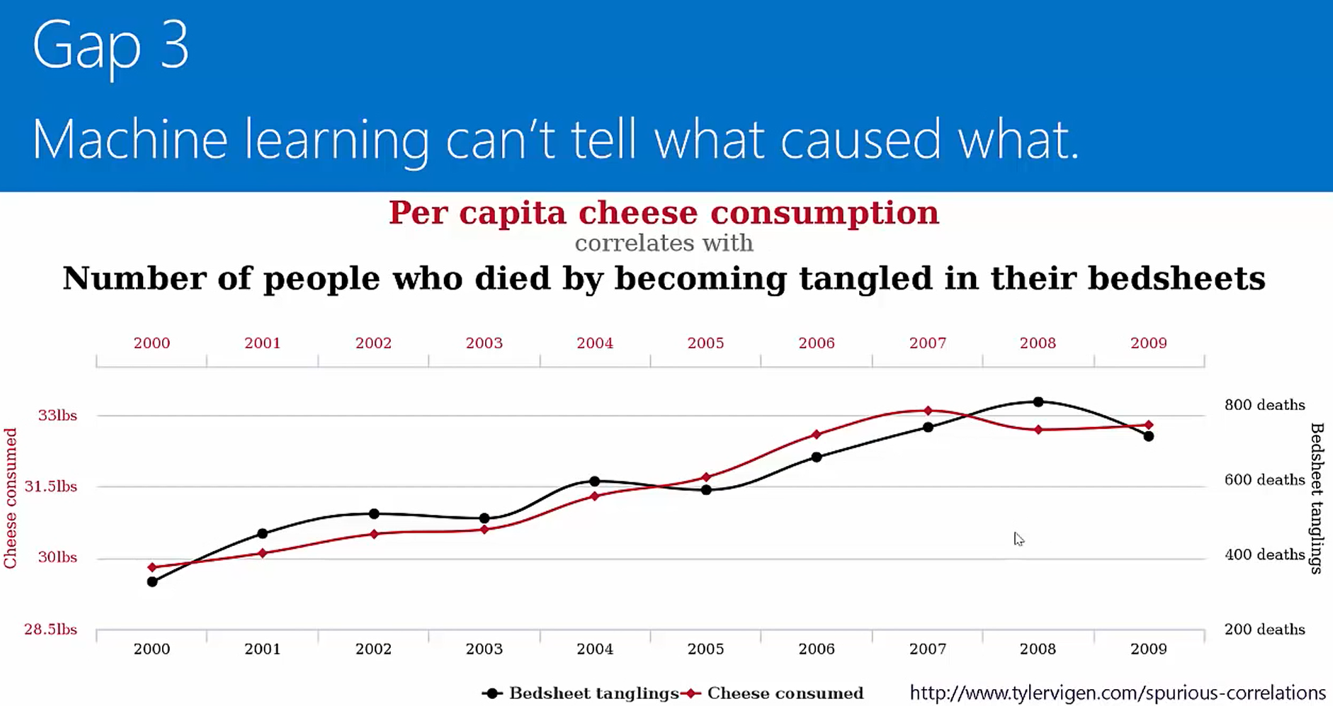 Gap 3
Machine learning can't tell what caused what.
Per capita cheese consumption
correlates with
Number of people who died by becoming tangled in their bedsheets
2000 2001 2002 2003 2004 2005 2006 2007 2008 2009
Cheese consumed
33lbs
31.5lbs
30lbs
28.5lbs
800 deaths
600 deaths
400 deaths
200 deaths
Bedsheet tanglings
2000 2001 2002 2003 2004 2005 2006 2007 2008 2009
Bedsheet tanglings Cheese consumed
http://www.tylervigen.com/spurious-correlations